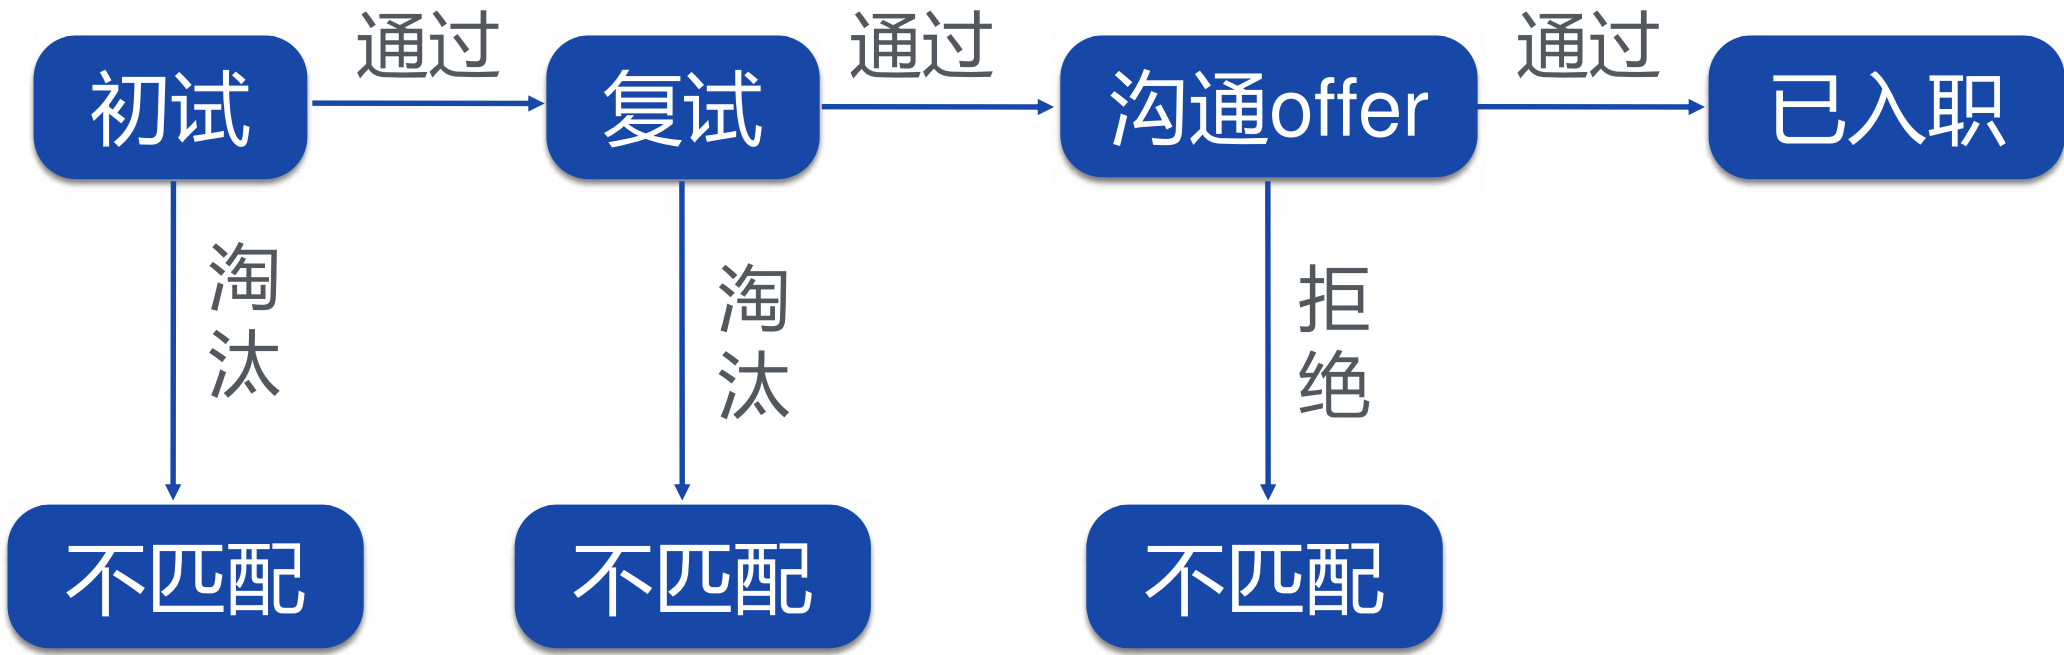 通过
通过
通过
初试
复试
沟通offer
已入职
淘汰
淘汰
拒绝
不匹配
不匹配
不匹配